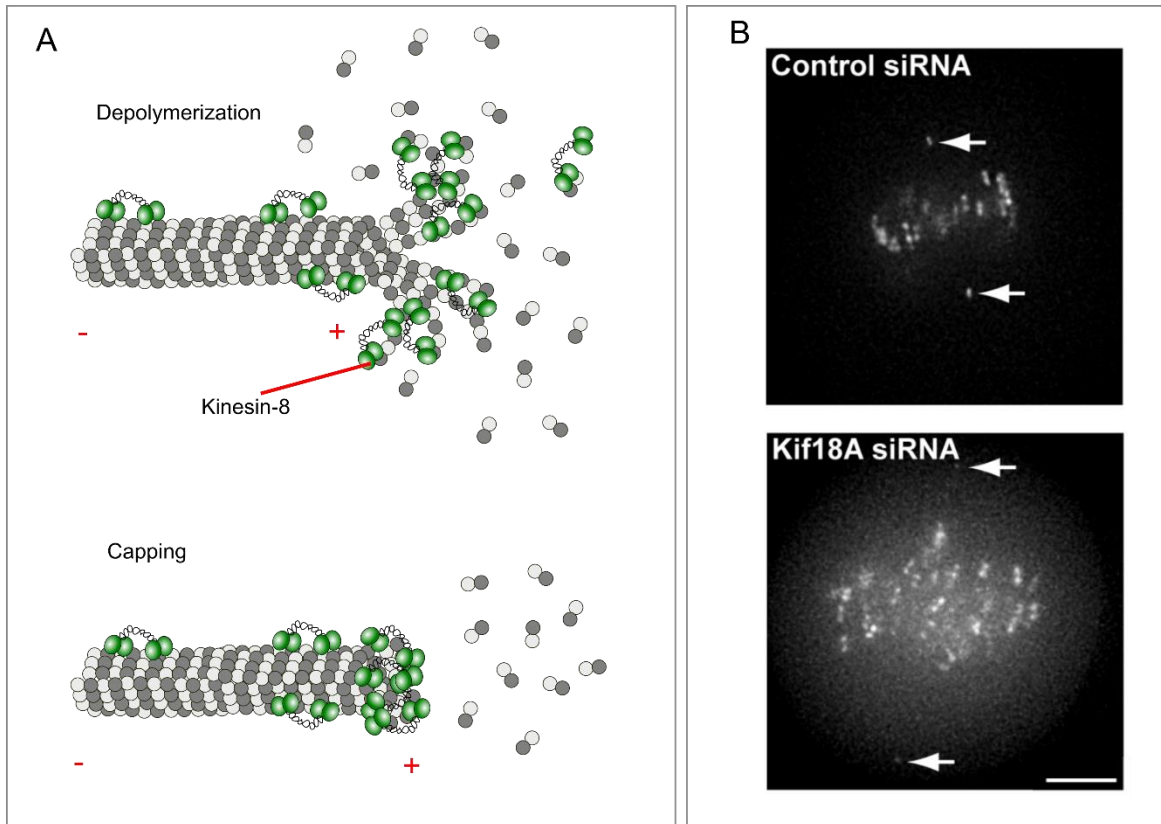 A
Depolymerization
-
+
Kinesin-8
Capping
-
+
B
Control siRNA
Kif18A siRNA